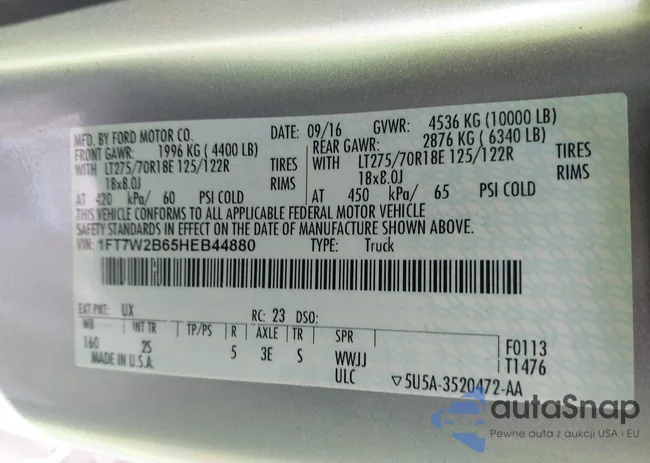 MFD. BY FORD MOTOR CO. DATE: 09/16 GVWR: 4536 KG (10000 LB)
FRONT GAWR: 1996 KG ( 4400 LB) REAR GAWR: 2876 KG ( 6340 LB)
WITH LT275/70R18E 125/122R TIRES WITH LT275/70R18E 125/122R TIRES
18x8.0J RIMS 18x8.0J RIMS
AT 420 kPa/ 60 PSI COLD AT 450 kPa/ 65 PSI COLD
THIS VEHICLE CONFORMS TO ALL APPLICABLE FEDERAL MOTOR VEHICLE
SAFETY STANDARDS IN EFFECT ON THE DATE OF MANUFACTURE SHOWN ABOVE.
VIN: 1FT7W2B65HEB44880 TYPE: Truck
EXT PNT: UX RC: 23 DSO:
WB INT TR TP/PS R AXLE TR SPR
160 2S 5 3E S WWJJ F0113
MADE IN U.S.A. ULC T1476
▽5U5A-3520472-AA
autaSnap
Pewne auta z aukcji USA i EU